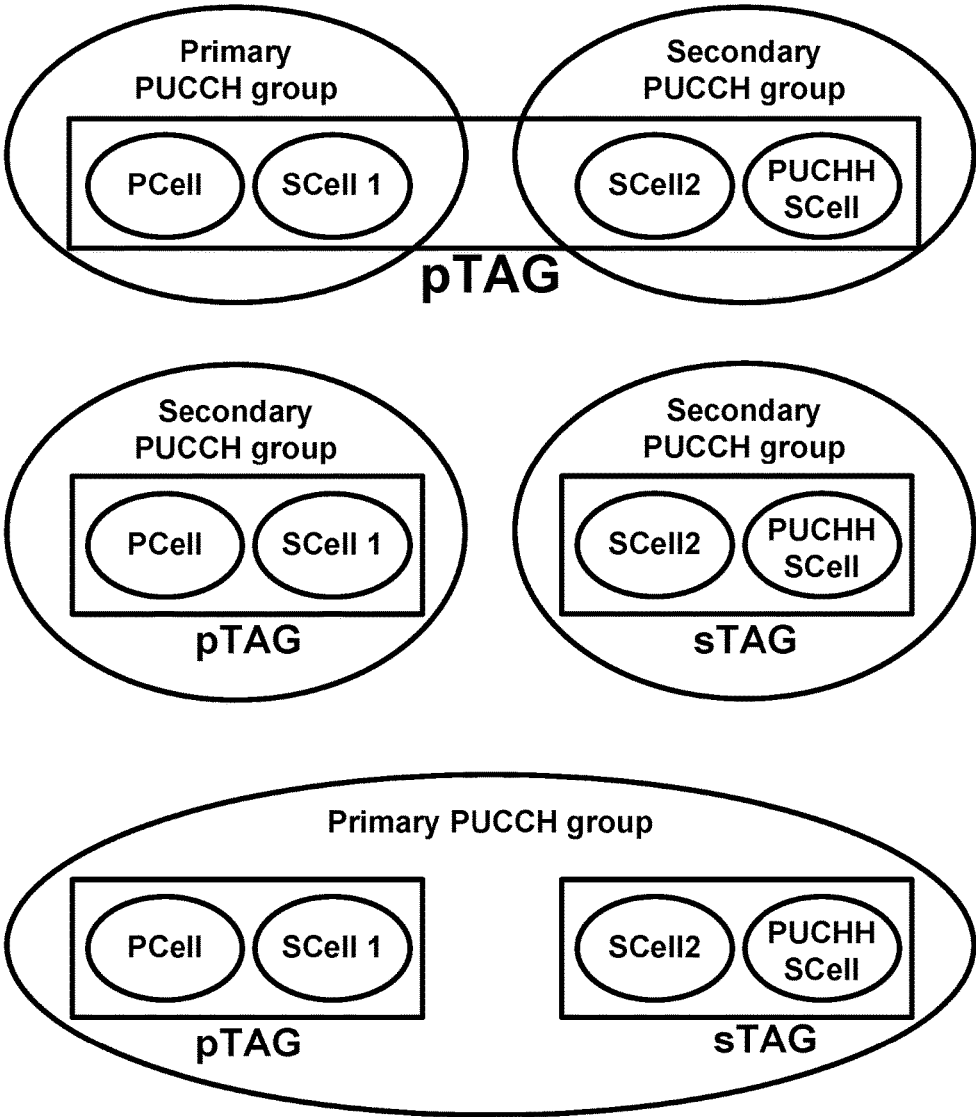 Primary
PUCCH group
Secondary
PUCCH group
PCell
SCell 1
SCell2
PUCHH
SCell
pTAG
Secondary
PUCCH group
Secondary
PUCCH group
PCell
SCell 1
SCell2
PUCHH
SCell
pTAG
sTAG
Primary PUCCH group
PCell
SCell 1
SCell2
PUCHH
SCell
pTAG
sTAG